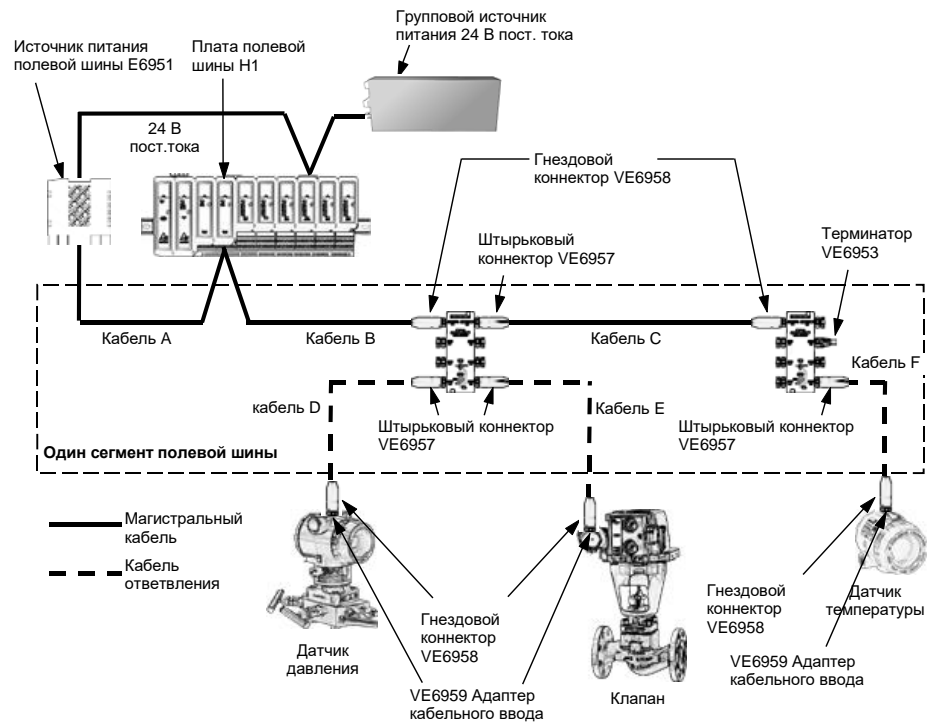 Групповой источник
питания 24 В пост. тока
Источник питания
полевой шины E6951
Плата полевой
шины H1
24 В
пост.тока
Гнездовой
коннектор VE6958
Штырьковый
коннектор VE6957
Терминатор
VE6953
Кабель A
Кабель B
Кабель C
Кабель F
кабель D
Кабель E
Штырьковый коннектор
VE6957
Штырьковый коннектор
VE6957
Один сегмент полевой шины
Магистральный
кабель
Кабель
ответвления
Гнездовой
коннектор
VE6958
Гнездовой
коннектор
VE6958
Датчик
температуры
Датчик
давления
VE6959 Адаптер
кабельного ввода
Клапан
VE6959 Адаптер
кабельного ввода